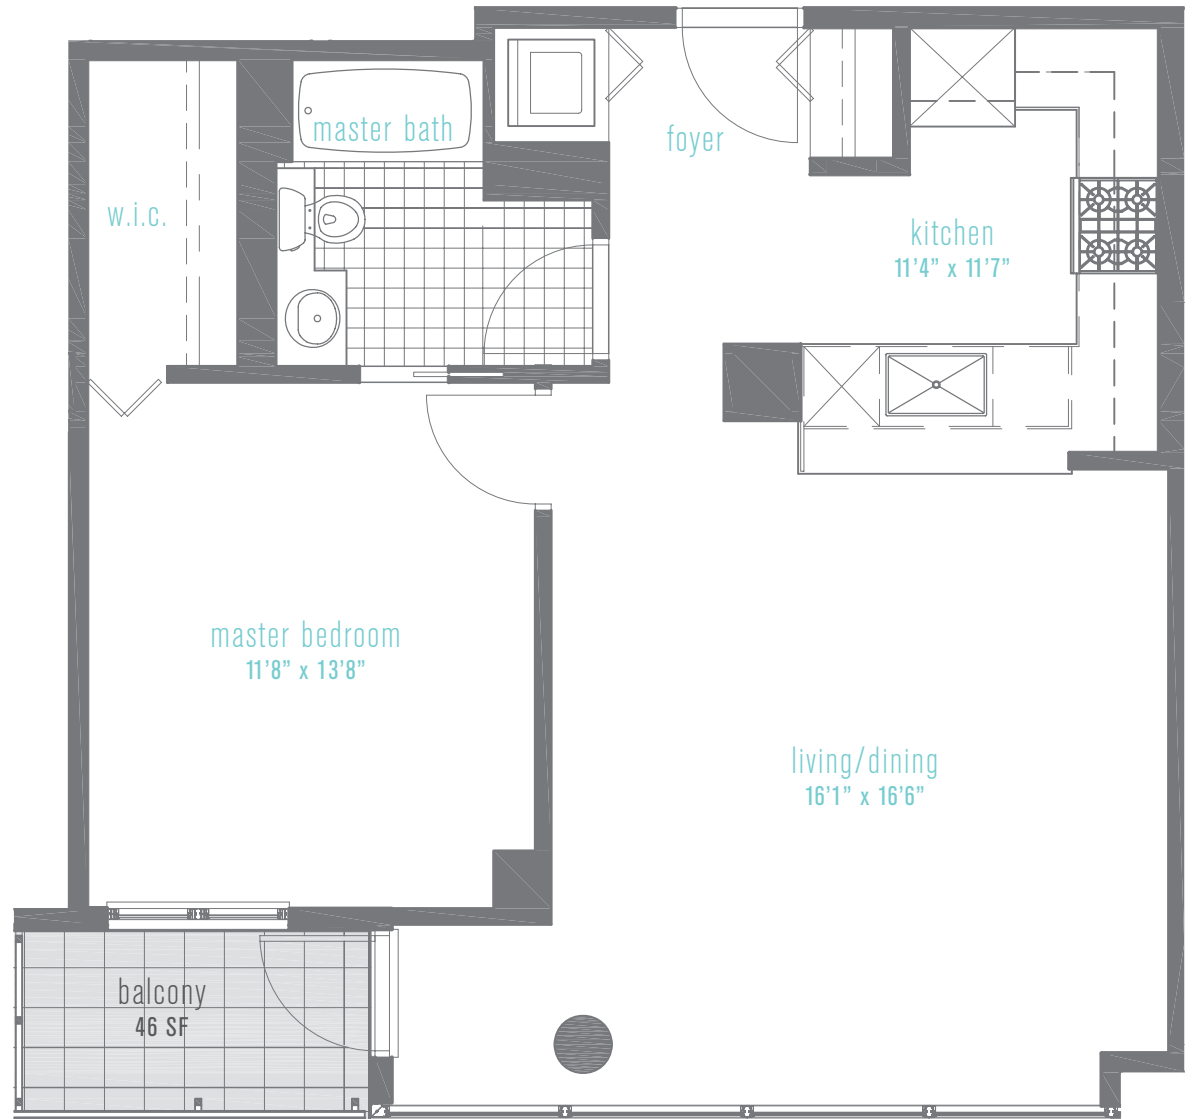 master bath
foyer
w.i.c.
kitchen
11'4” x 11'7”
master bedroom
11'8” x 13'8”
living/dining
16'1” x 16'6”
balcony
46 SF